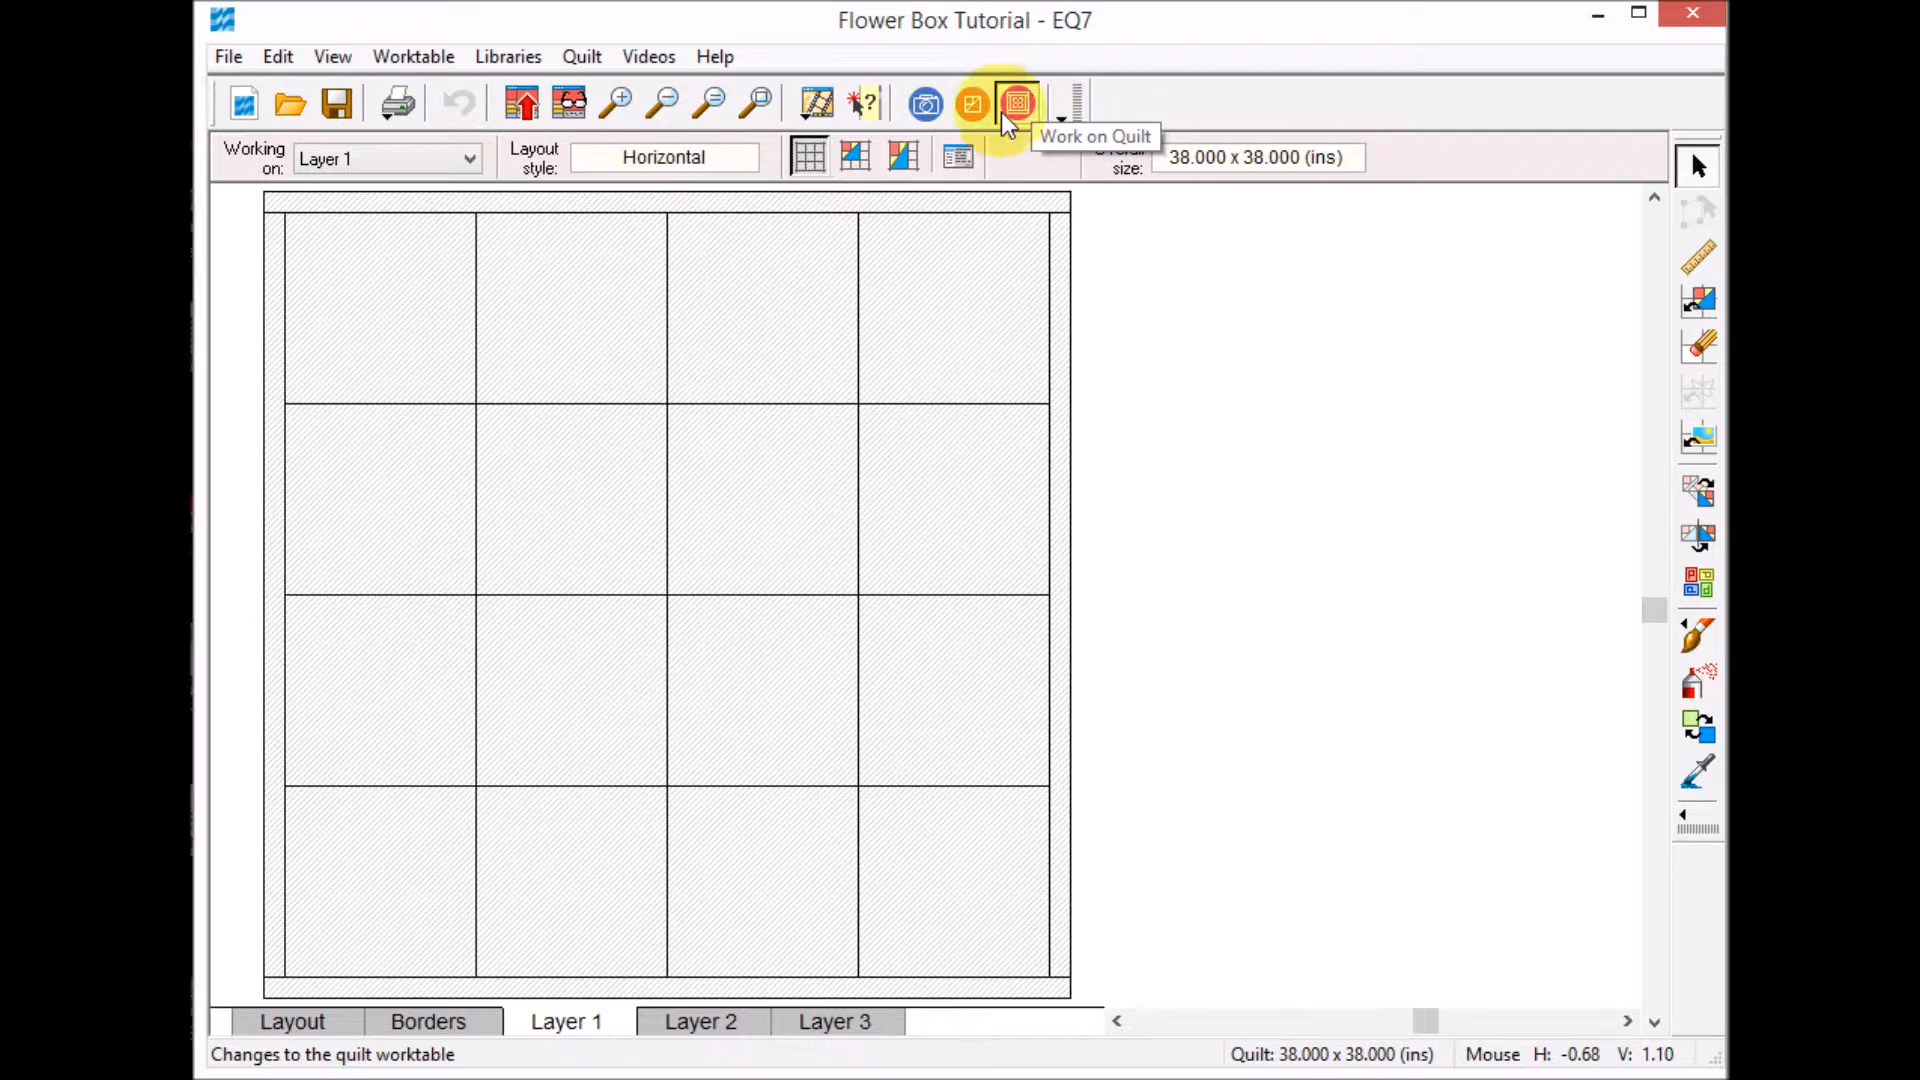 Flower Box Tutorial - EQ7
File Edit View Worktable Libraries Quilt Videos Help
Work on Quilt
Working on: Layer 1
Layout style: Horizontal
size: 38.000 x 38.000 (ins)
Layout Borders Layer 1 Layer 2 Layer 3
Changes to the quilt worktable
Quilt: 38.000 x 38.000 (ins) Mouse H: -0.68 V: 1.10